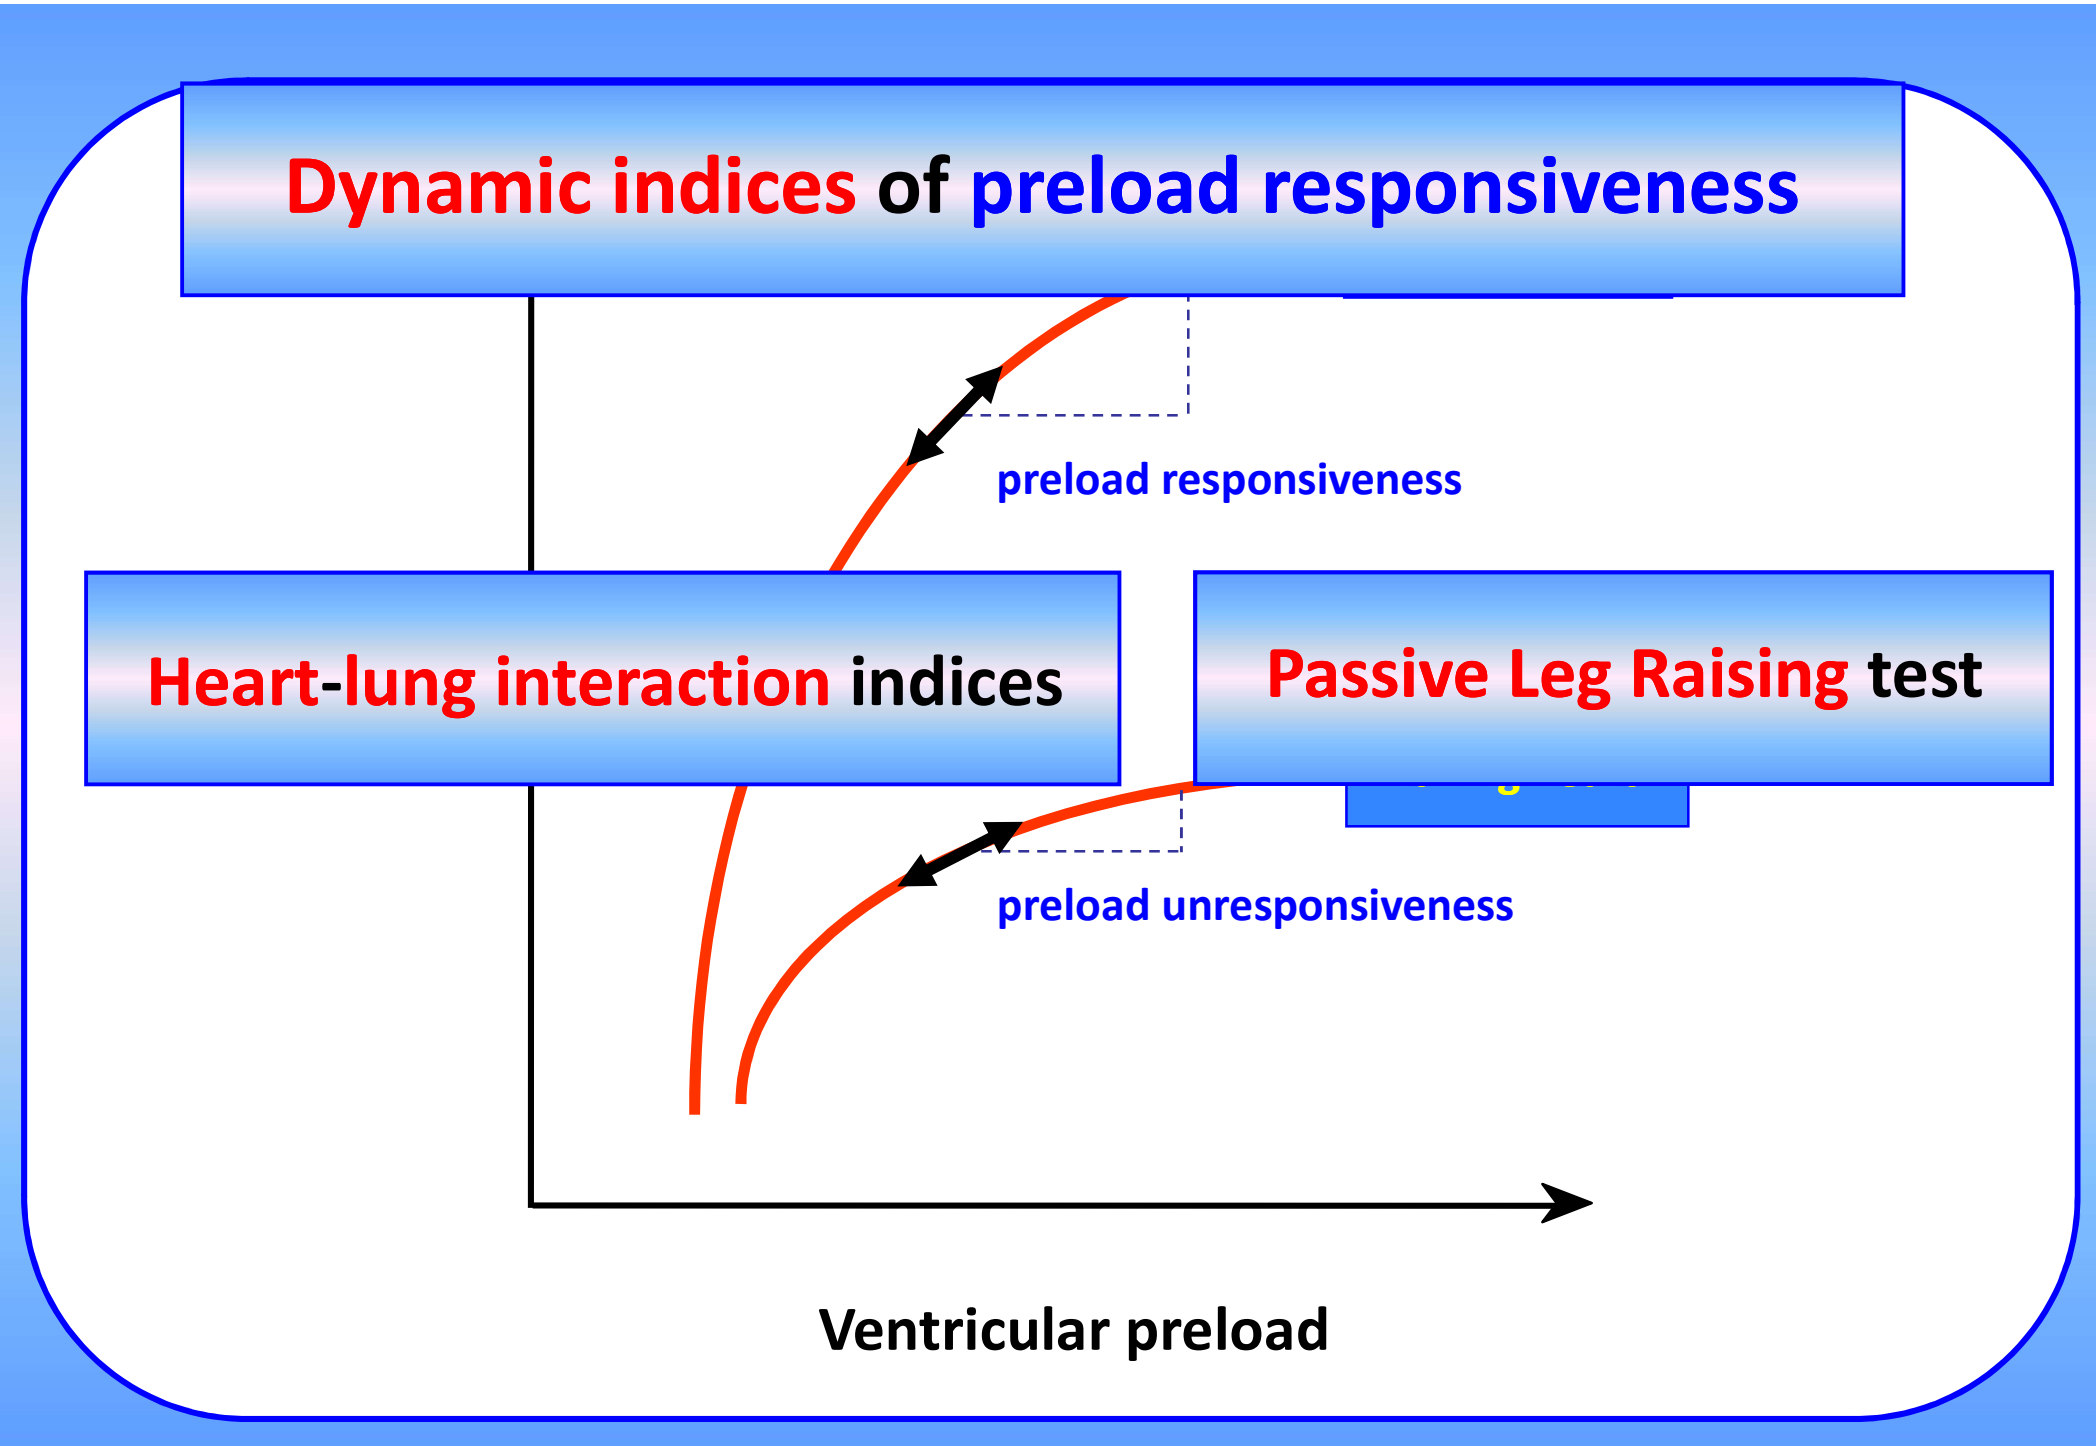 Dynamic indices of preload responsiveness
preload responsiveness
Heart-lung interaction indices
Passive Leg Raising test
preload unresponsiveness
Ventricular preload